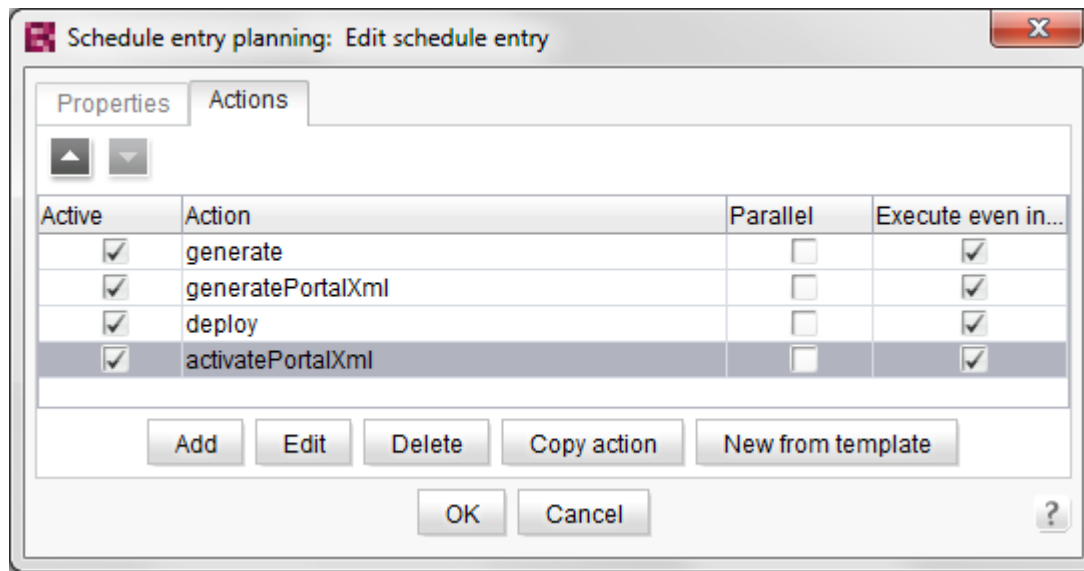 Schedule entry planning: Edit schedule entry
Properties Actions
Active Action Parallel Execute even in...
generate
generatePortalXml
deploy
activatePortalXml
Add Edit Delete Copy action New from template
OK Cancel ?